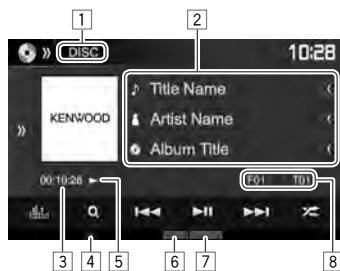 1 2
DISC 10:28
Title Name
KENWOOD Artist Name
Album Title
00:10:26 F01 T01
3 4 5 6 7 8